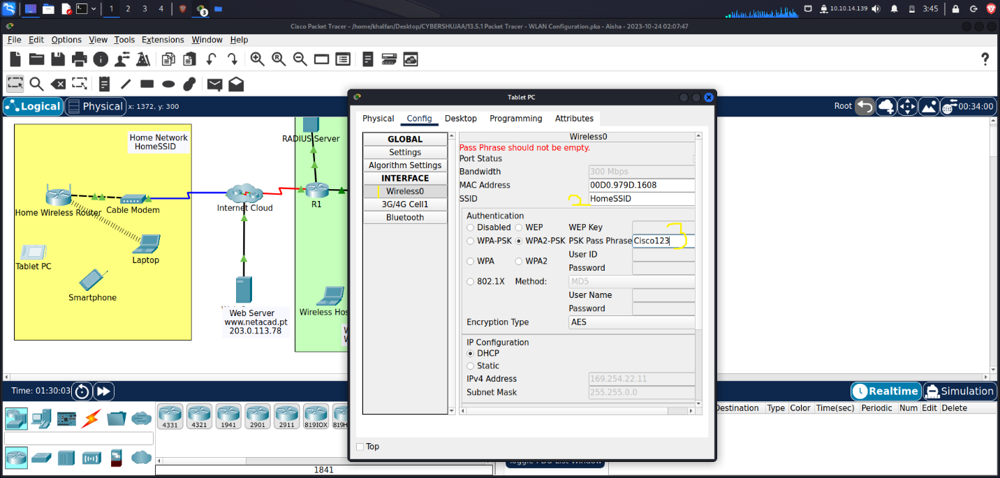 1 2 3 4 3 10.10.14.139 3:45
Cisco Packet Tracer - /home/khalfan/Desktop/CYBERSHUJAA/13.5.1 Packet Tracer - WLAN Configuration.pka - Aisha - 2023-10-24 02:07:47
File Edit Options View Tools Extensions Window Help
?
Logical Physical x: 1372, y: 300
Root 00:34:00
Home Network
HomeSSID
RADIUS Server
Home Wireless Router
Cable Modem
Internet Cloud
R1
Tablet PC
Laptop
Smartphone
Web Server
www.netacad.pt
203.0.113.78
Wireless Hos
W
W
Tablet PC
Physical Config Desktop Programming Attributes
GLOBAL
Settings
Algorithm Settings
INTERFACE
Wireless0
3G/4G Cell1
Bluetooth
Wireless0
Pass Phrase should not be empty.
Port Status
Bandwidth 300 Mbps
MAC Address 00D0.979D.1608
SSID 2 HomeSSID
Authentication
Disabled WEP WEP Key
WPA-PSK WPA2-PSK PSK Pass Phrase Cisco123 3
User ID
WPA WPA2 Password
802.1X Method: MD5
User Name
Password
Encryption Type AES
IP Configuration
DHCP
Static
IPv4 Address 169.254.22.11
Subnet Mask 255.255.0.0
Top
Time: 01:30:03
Realtime Simulation
4331 4321 1941 2901 2911 819IOX 819H
1841
Destination Type Color Time(sec) Periodic Num Edit Delete
Toggle PDU List Window